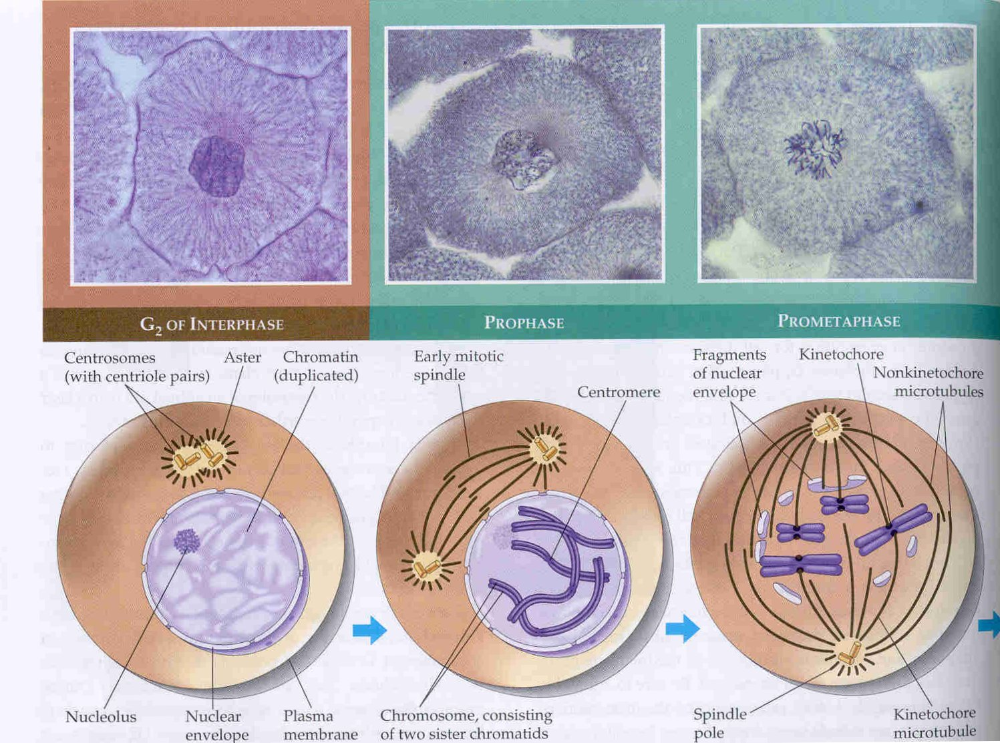 G₂ OF INTERPHASE
PROPHASE
PROMETAPHASE
Centrosomes
(with centriole pairs)
Aster
Chromatin
(duplicated)
Early mitotic
spindle
Centromere
Fragments
of nuclear
envelope
Kinetochore
Nonkinetochore
microtubules
Nucleolus
Nuclear
envelope
Plasma
membrane
Chromosome, consisting
of two sister chromatids
Spindle
pole
Kinetochore
microtubule